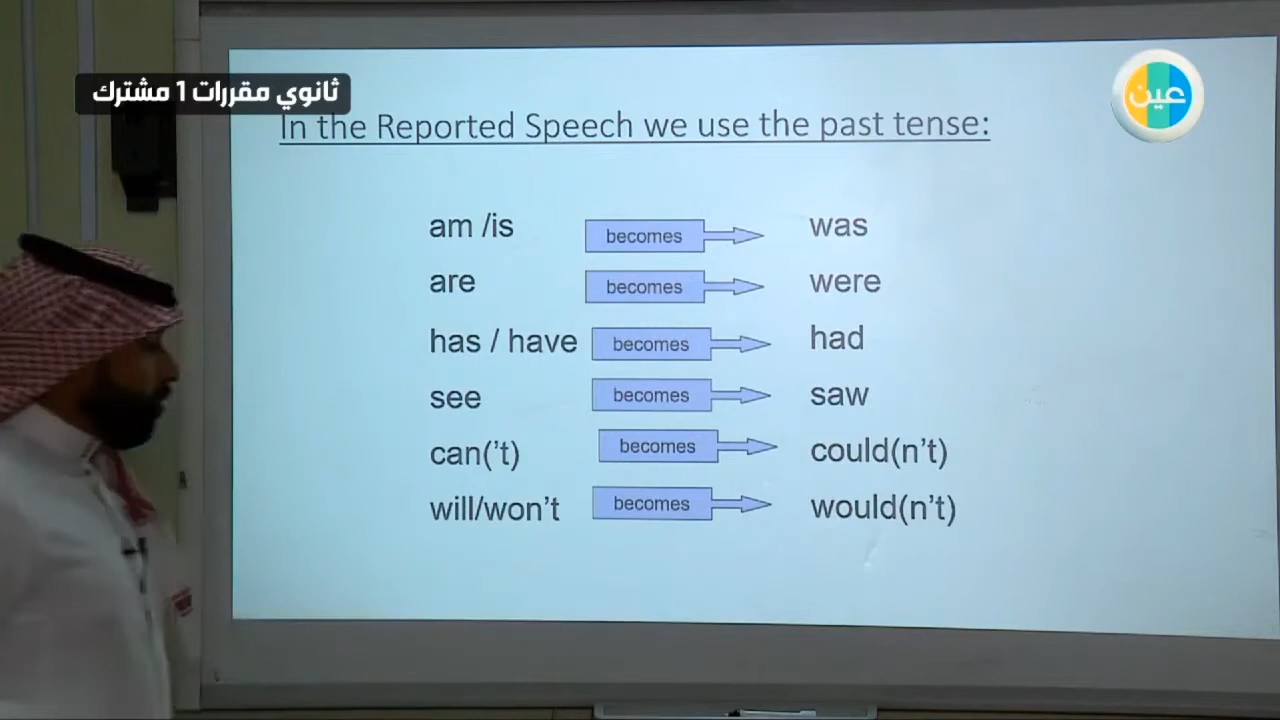 ثانوي مقررات 1 مشترك
عين
In the Reported Speech we use the past tense:
am /is becomes was
are becomes were
has / have becomes had
see becomes saw
can('t) becomes could(n't)
will/won't becomes would(n't)